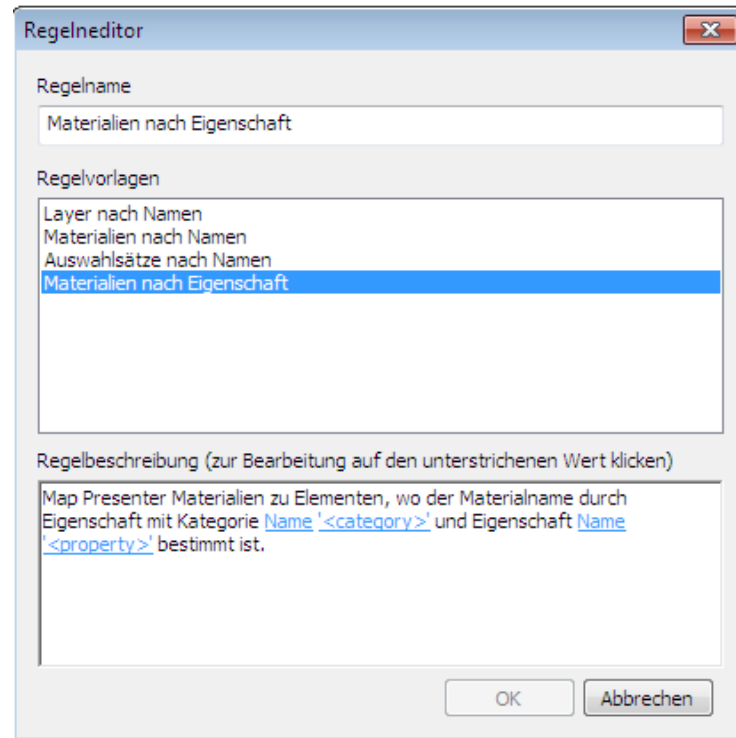 Regelneditor
Regelname
Materialien nach Eigenschaft
Regelvorlagen
Layer nach Namen
Materialien nach Namen
Auswahlsätze nach Namen
Materialien nach Eigenschaft
Regelbeschreibung (zur Bearbeitung auf den unterstrichenen Wert klicken)
Map Presenter Materialien zu Elementen, wo der Materialname durch
Eigenschaft mit Kategorie Name '<category>' und Eigenschaft Name
'<property>' bestimmt ist.
OK Abbrechen